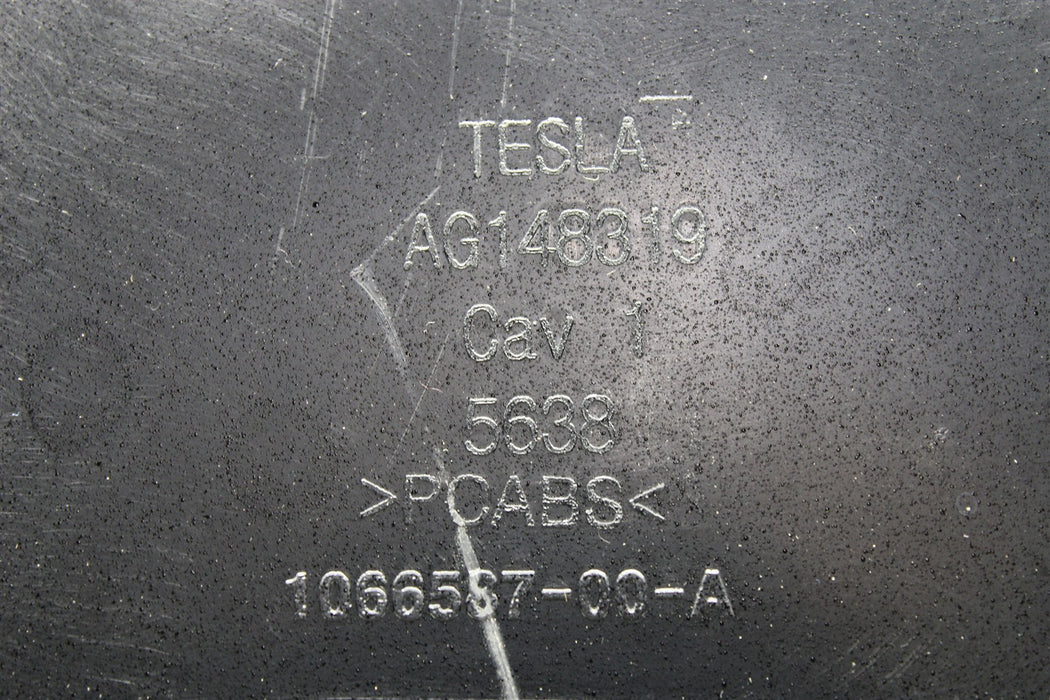 TESLA
AG148319
Cav 1
5638
>PCABS<
1066587-00-A